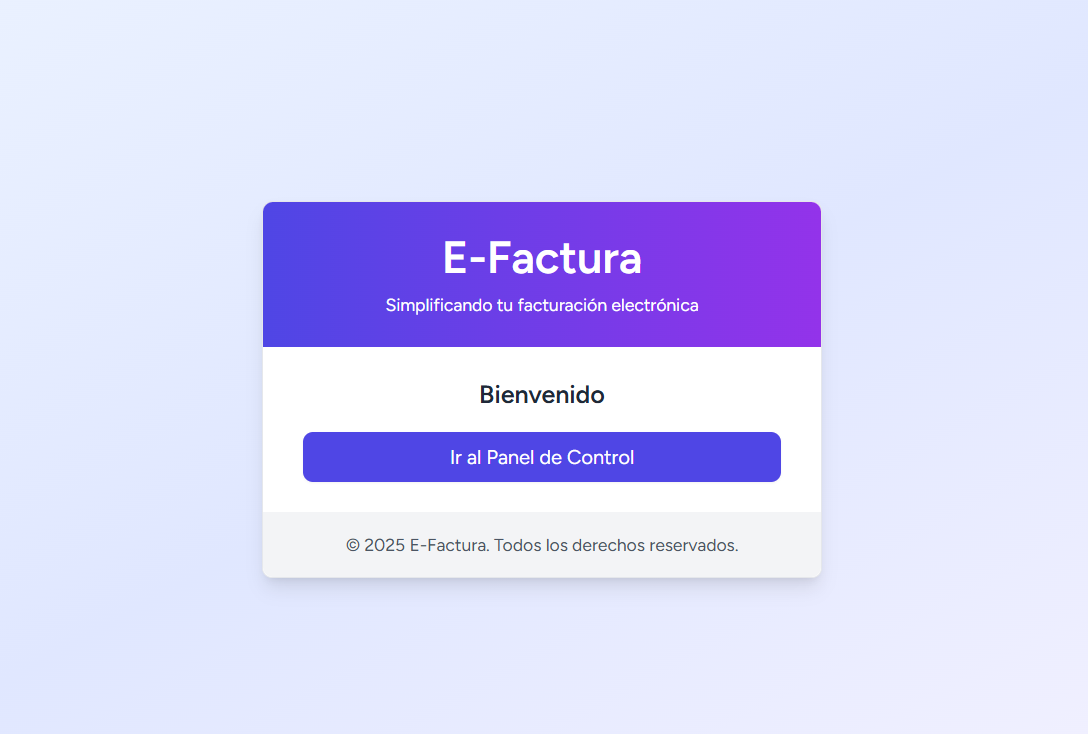 E-Factura
Simplificando tu facturación electrónica
Bienvenido
Ir al Panel de Control
© 2025 E-Factura. Todos los derechos reservados.